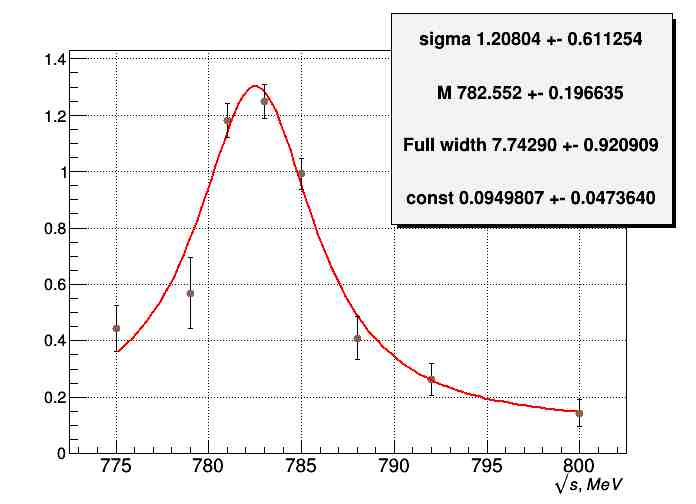 sigma 1.20804 +- 0.611254
M 782.552 +- 0.196635
Full width 7.74290 +- 0.920909
const 0.0949807 +- 0.0473640
1.4
1.2
1
0.8
0.6
0.4
0.2
0
775 780 785 790 795 800
√s, MeV